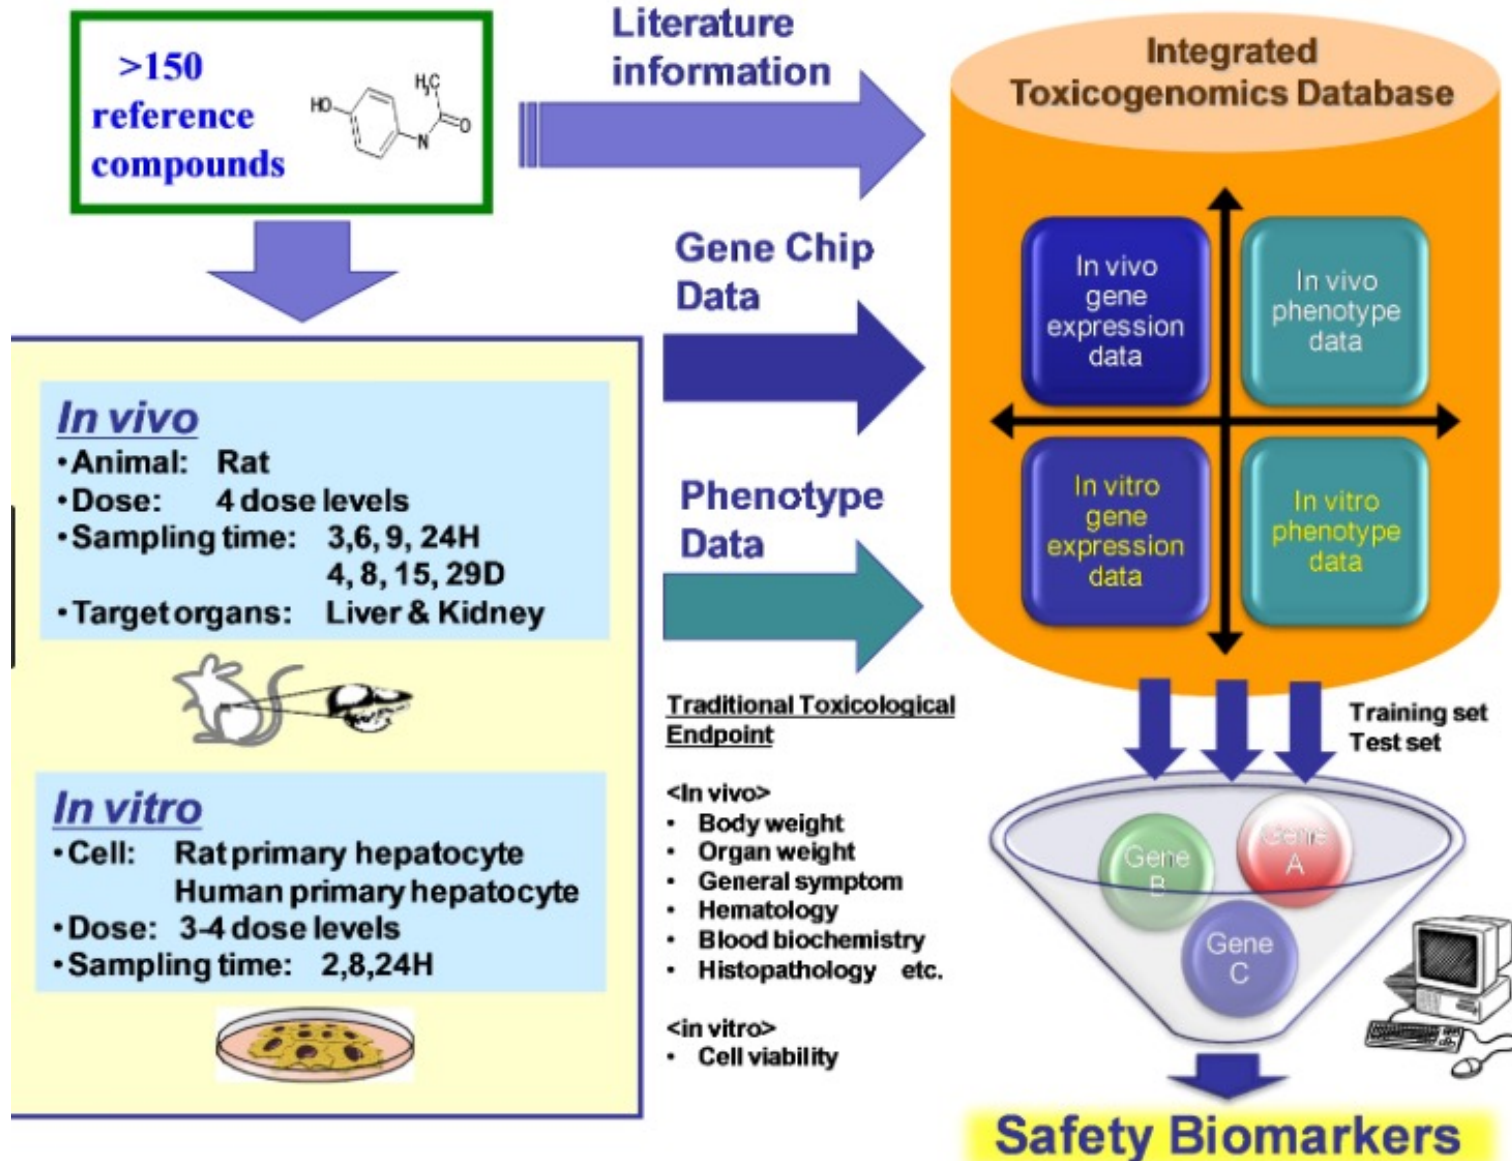 >150
reference
compounds
HO
H₃C
N
O
Literature
information
Integrated
Toxicogenomics Database
Gene Chip
Data
In vivo
gene
expression
data
In vivo
phenotype
data
In vitro
gene
expression
data
In vitro
phenotype
data
In vivo
•Animal: Rat
•Dose: 4 dose levels
•Sampling time: 3,6, 9, 24H
4, 8, 15, 29D
•Target organs: Liver & Kidney
Phenotype
Data
In vitro
•Cell: Rat primary hepatocyte
Human primary hepatocyte
•Dose: 3-4 dose levels
•Sampling time: 2,8,24H
Traditional Toxicological
Endpoint
<In vivo>
• Body weight
• Organ weight
• General symptom
• Hematology
• Blood biochemistry
• Histopathology etc.
<in vitro>
• Cell viability
Training set
Test set
Gene
B
Gene
A
Gene
C
Safety Biomarkers